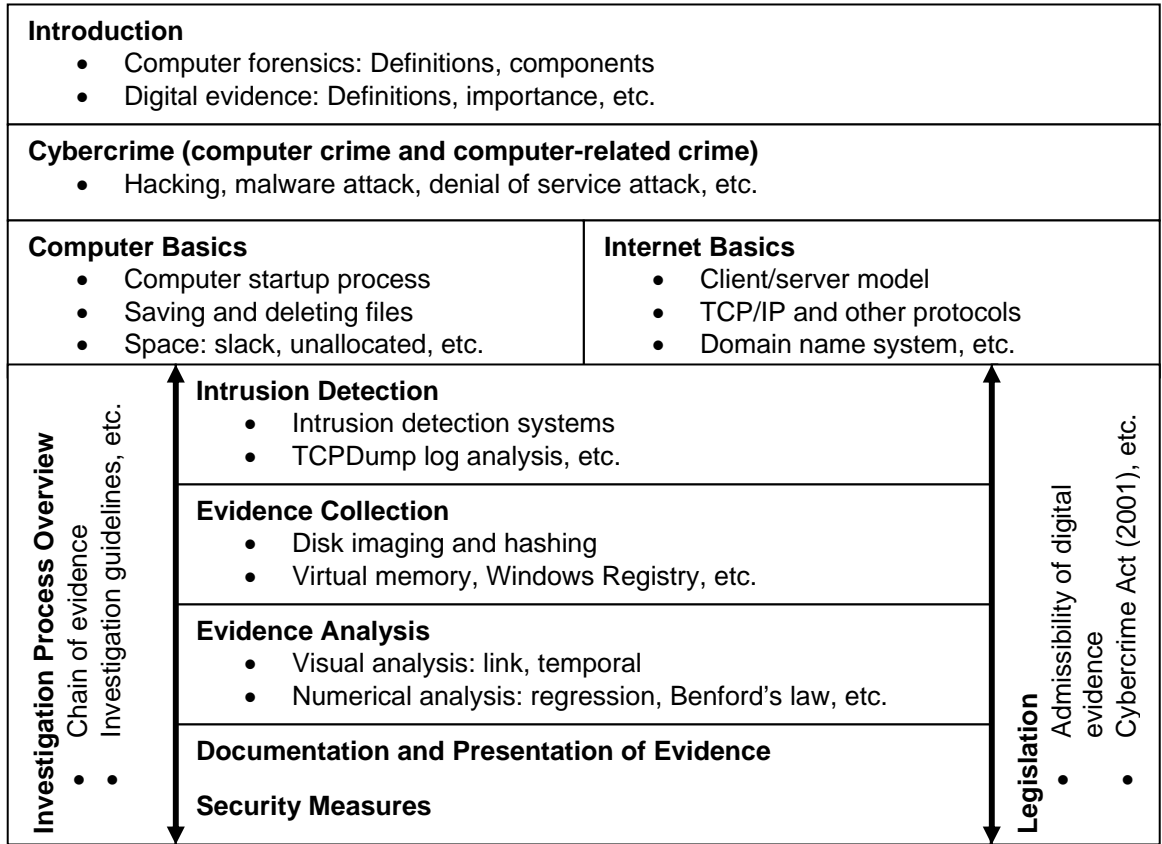 Introduction
• Computer forensics: Definitions, components
• Digital evidence: Definitions, importance, etc.
Cybercrime (computer crime and computer-related crime)
• Hacking, malware attack, denial of service attack, etc.
Computer Basics
• Computer startup process
• Saving and deleting files
• Space: slack, unallocated, etc.
Internet Basics
• Client/server model
• TCP/IP and other protocols
• Domain name system, etc.
Investigation Process Overview
• Chain of evidence
• Investigation guidelines, etc.
Intrusion Detection
• Intrusion detection systems
• TCPDump log analysis, etc.
Evidence Collection
• Disk imaging and hashing
• Virtual memory, Windows Registry, etc.
Evidence Analysis
• Visual analysis: link, temporal
• Numerical analysis: regression, Benford’s law, etc.
Documentation and Presentation of Evidence
Security Measures
Legislation
• Admissibility of digital
evidence
• Cybercrime Act (2001), etc.